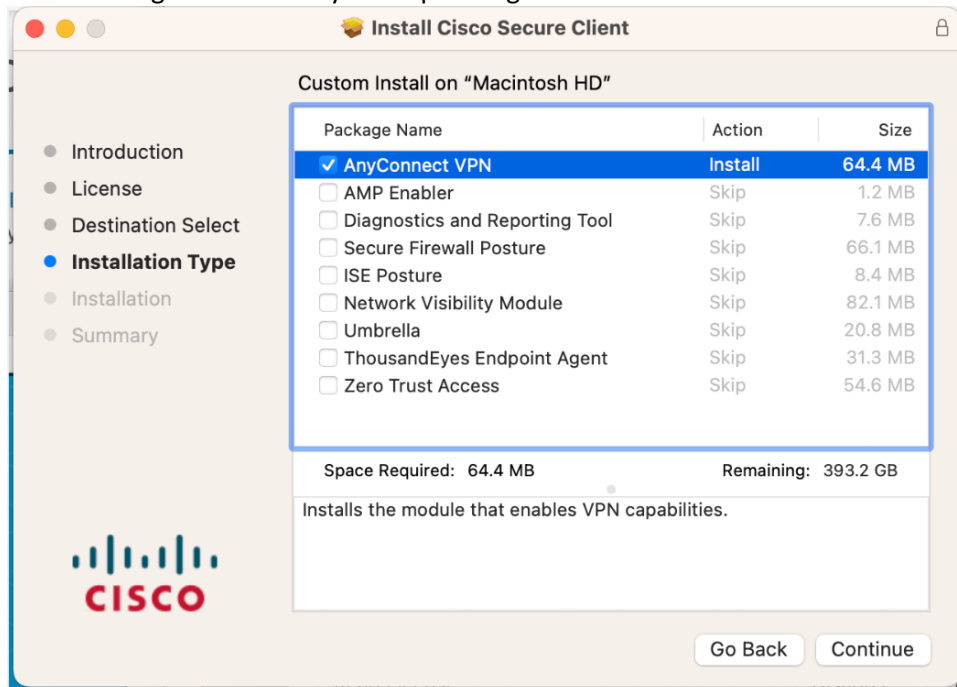 Install Cisco Secure Client
Custom Install on “Macintosh HD”
Introduction
License
Destination Select
Installation Type
Installation
Summary
Package Name Action Size
AnyConnect VPN Install 64.4 MB
AMP Enabler Skip 1.2 MB
Diagnostics and Reporting Tool Skip 7.6 MB
Secure Firewall Posture Skip 66.1 MB
ISE Posture Skip 8.4 MB
Network Visibility Module Skip 82.1 MB
Umbrella Skip 20.8 MB
ThousandEyes Endpoint Agent Skip 31.3 MB
Zero Trust Access Skip 54.6 MB
Space Required: 64.4 MB Remaining: 393.2 GB
Installs the module that enables VPN capabilities.
CISCO
Go Back Continue